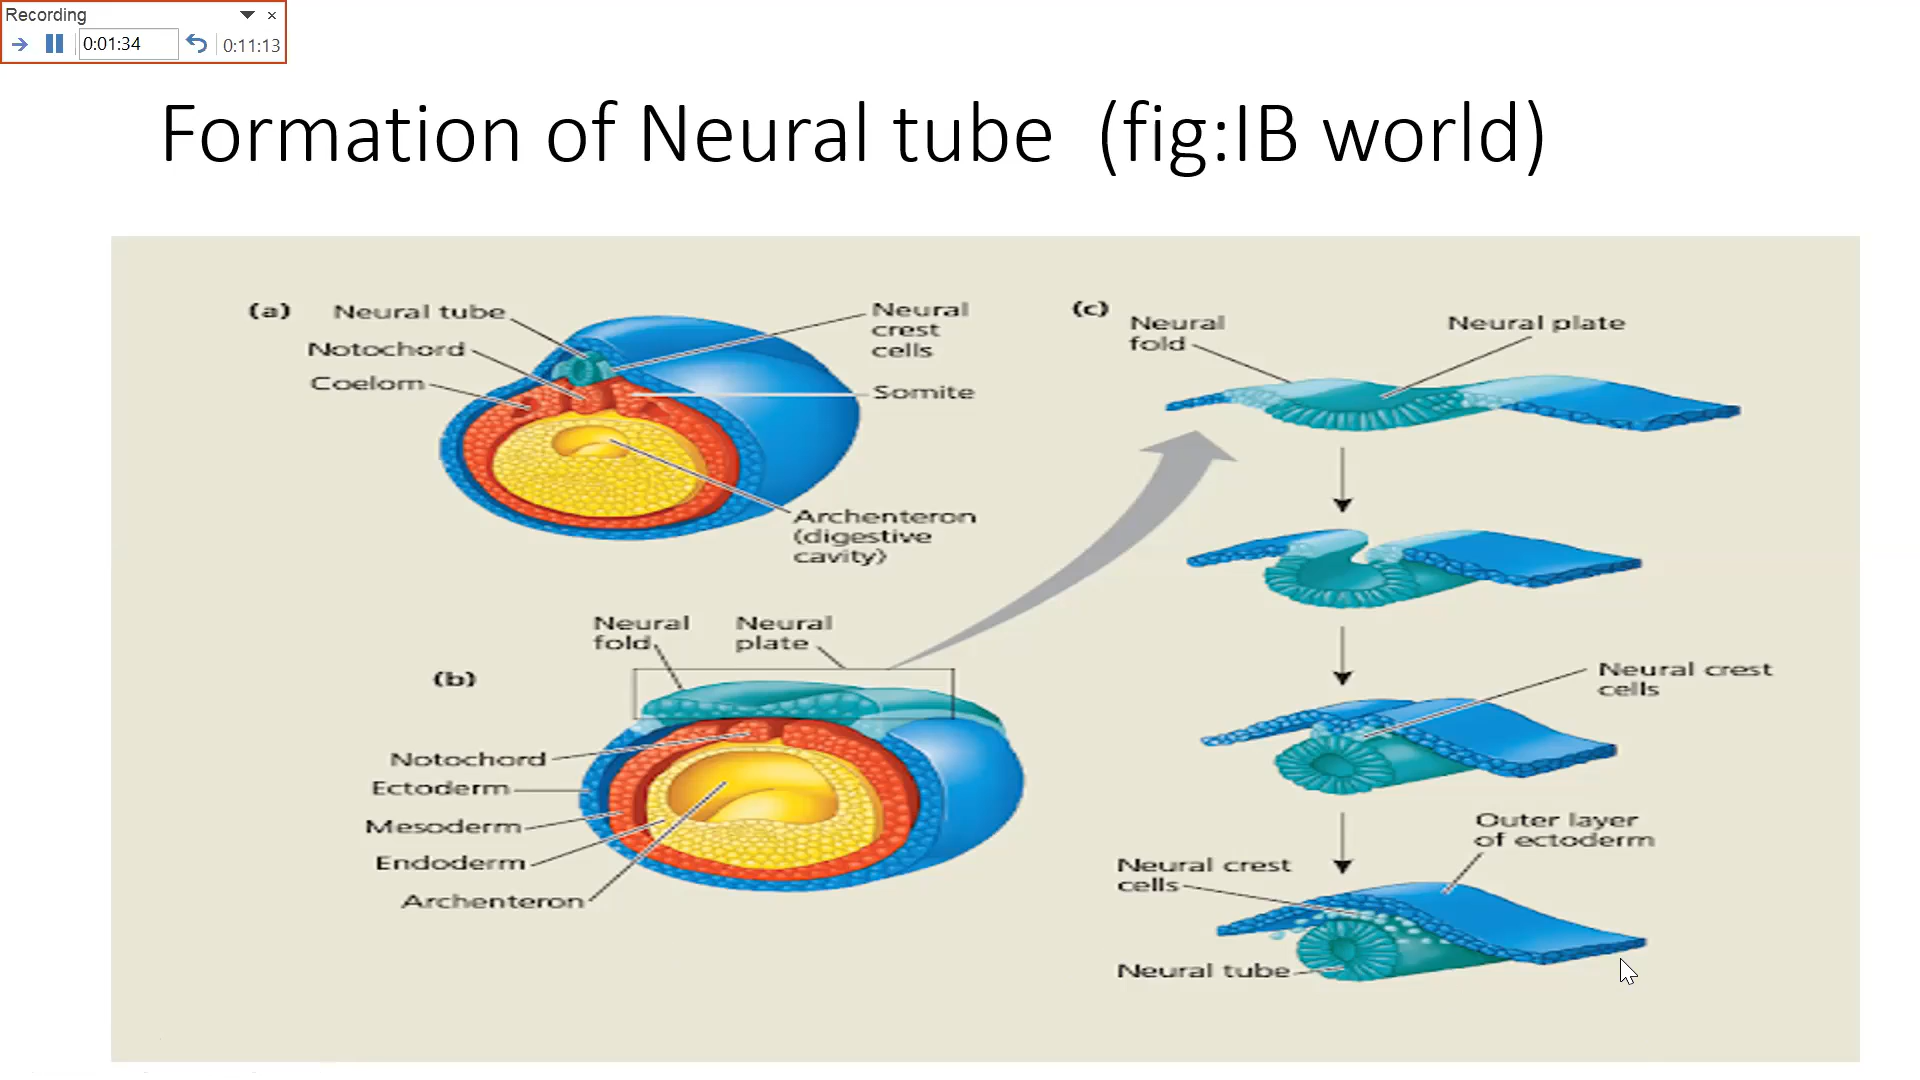 Recording
0:01:34
0:11:13
Formation of Neural tube (fig:IB world)
(a)
Neural tube
Notochord
Coelom
Neural
crest
cells
Somite
Archenteron
(digestive
cavity)
(b)
Neural
fold
Neural
plate
Notochord
Ectoderm
Mesoderm
Endoderm
Archenteron
(c)
Neural
fold
Neural plate
Neural crest
cells
Outer layer
of ectoderm
Neural crest
cells
Neural tube